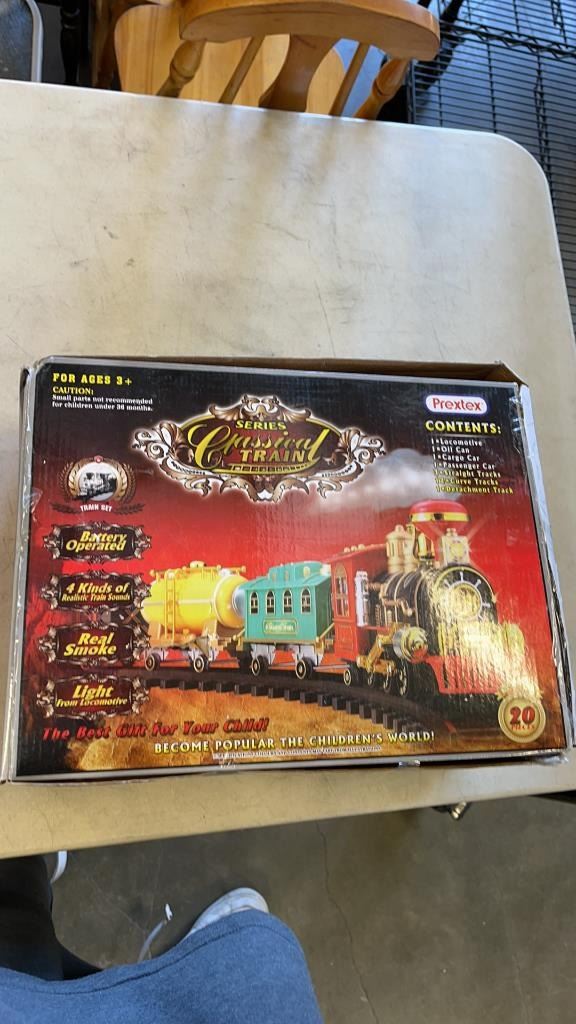 FOR AGES 3+
CAUTION:
Small parts not recommended
for children under 36 months.
Prextex
SERIES
Classical
TRAIN
CONTENTS:
1•Locomotive
1•Oil Can
1•Cargo Car
1•Passenger Car
Straight Tracks
Curve Tracks
Detachment Track
TRAIN SET
Battery
Operated
4 Kinds of
Realistic Train Sounds
Real
Smoke
Light
From Locomotive
The Best Gift for Your Child!
BECOME POPULAR THE CHILDREN'S WORLD!
20